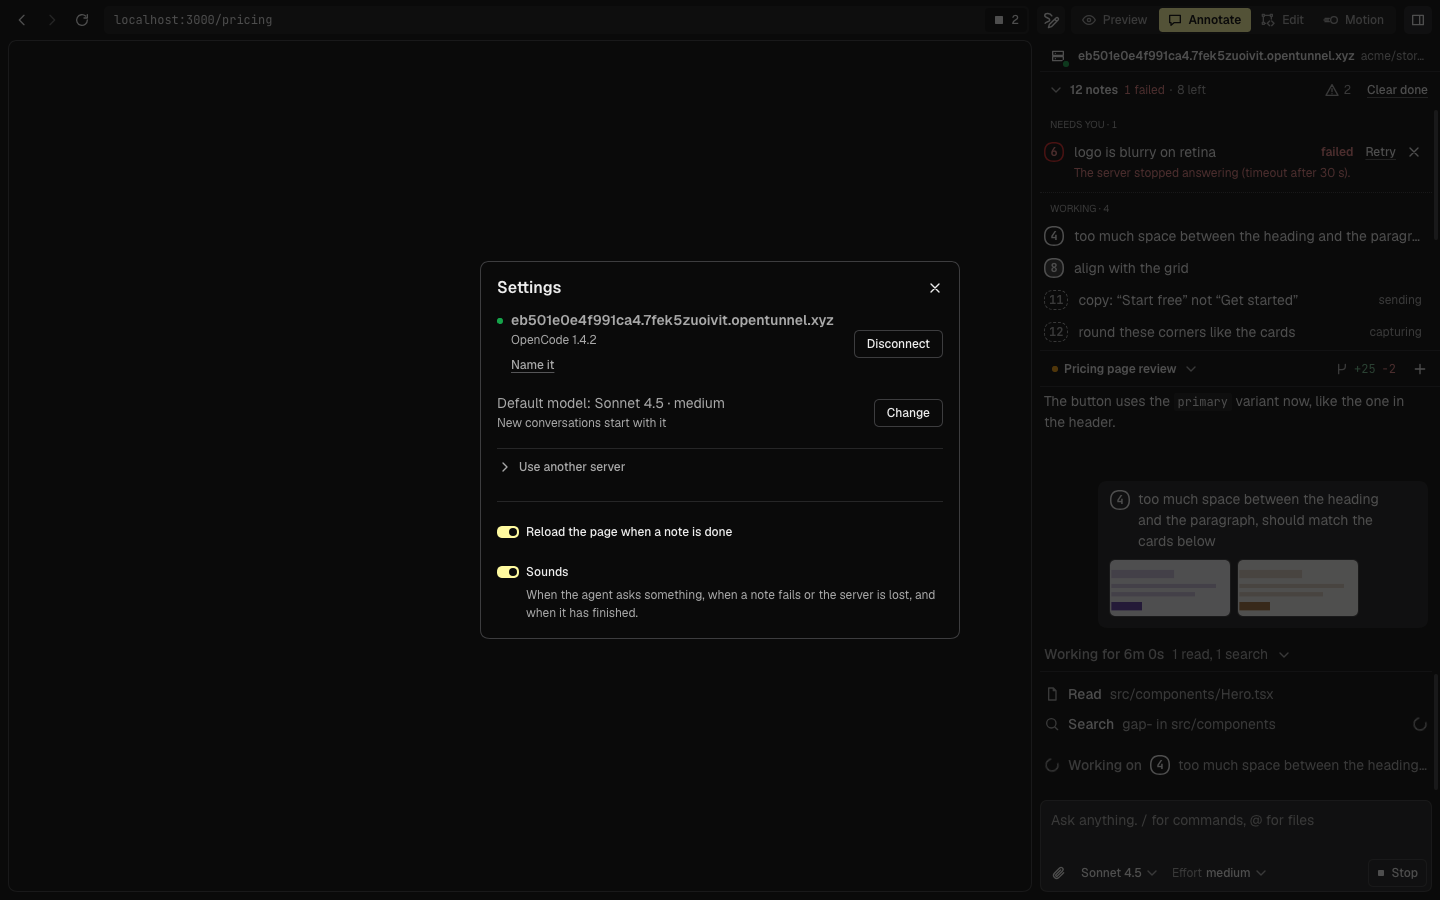 localhost:3000/pricing
2
Preview
Annotate
Edit
Motion
eb501e0e4f991ca4.7fek5zuoivit.opentunnel.xyz acme/stor…
12 notes 1 failed · 8 left
2
Clear done
NEEDS YOU · 1
6 logo is blurry on retina failed Retry
The server stopped answering (timeout after 30 s).
WORKING · 4
4 too much space between the heading and the paragr…
8 align with the grid
11 copy: “Start free” not “Get started” sending
12 round these corners like the cards capturing
Pricing page review +25 -2
The button uses the primary variant now, like the one in
the header.
4 too much space between the heading
and the paragraph, should match the
cards below
Working for 6m 0s 1 read, 1 search
Read src/components/Hero.tsx
Search gap- in src/components
Working on 4 too much space between the heading…
Ask anything. / for commands, @ for files
Sonnet 4.5 Effort medium Stop
Settings
eb501e0e4f991ca4.7fek5zuoivit.opentunnel.xyz
OpenCode 1.4.2
Name it
Disconnect
Default model: Sonnet 4.5 · medium
New conversations start with it
Change
Use another server
Reload the page when a note is done
Sounds
When the agent asks something, when a note fails or the server is lost, and
when it has finished.